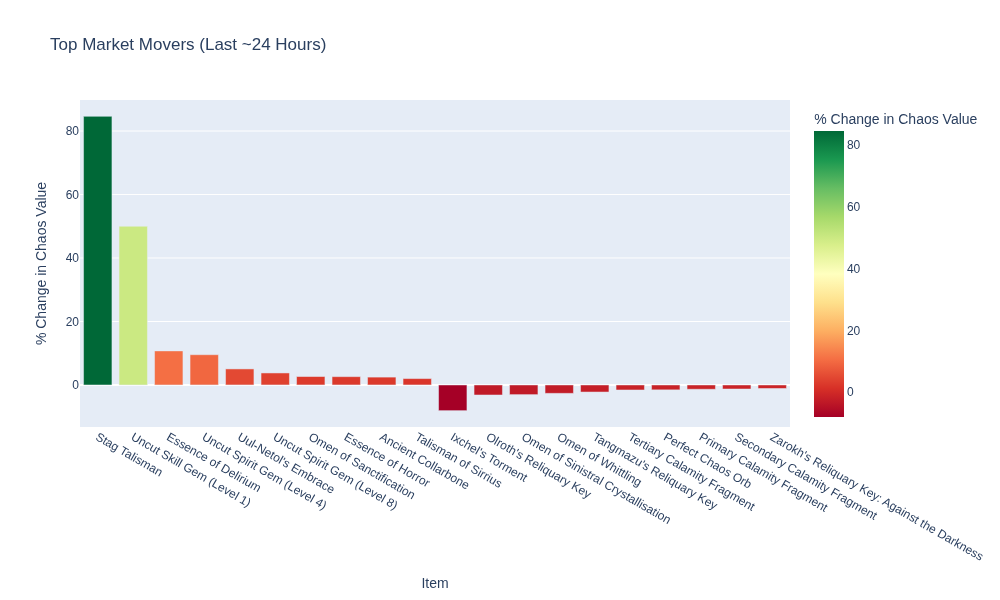 Top Market Movers (Last ~24 Hours)
% Change in Chaos Value
80
60
40
20
0
Stag Talisman
Uncut Skill Gem (Level 1)
Essence of Delirium
Uncut Spirit Gem (Level 4)
Uul-Netol's Embrace
Uncut Spirit Gem (Level 8)
Omen of Sanctification
Essence of Horror
Ancient Collarbone
Talisman of Sirrius
Ixchel's Torment
Olroth's Reliquary Key
Omen of Sinistral Crystallisation
Omen of Whittling
Tangmazu's Reliquary Key
Tertiary Calamity Fragment
Perfect Chaos Orb
Primary Calamity Fragment
Secondary Calamity Fragment
Zarokh's Reliquary Key: Against the Darkness
Item
% Change in Chaos Value
80
60
40
20
0